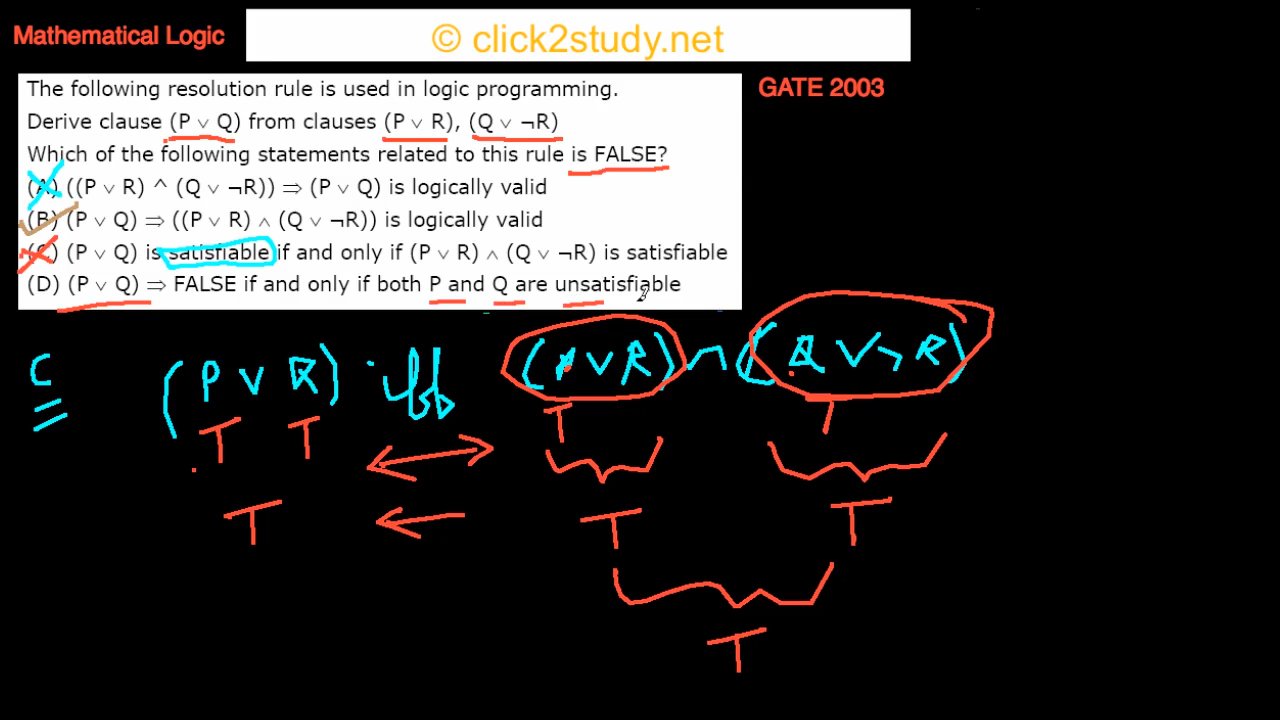 Mathematical Logic
© click2study.net
The following resolution rule is used in logic programming.
GATE 2003
Derive clause (P ∨ Q) from clauses (P ∨ R), (Q ∨ ¬R)
Which of the following statements related to this rule is FALSE?
(A) ((P ∨ R) ^ (Q ∨ ¬R)) ⇒ (P ∨ Q) is logically valid
(B) (P ∨ Q) ⇒ ((P ∨ R) ∧ (Q ∨ ¬R)) is logically valid
(C) (P ∨ Q) is satisfiable if and only if (P ∨ R) ∧ (Q ∨ ¬R) is satisfiable
(D) (P ∨ Q) ⇒ FALSE if and only if both P and Q are unsatisfiable
C (P ∨ Q) iff (P ∨ R) ∧ (Q ∨ ¬R)
T T T T
T T T
T